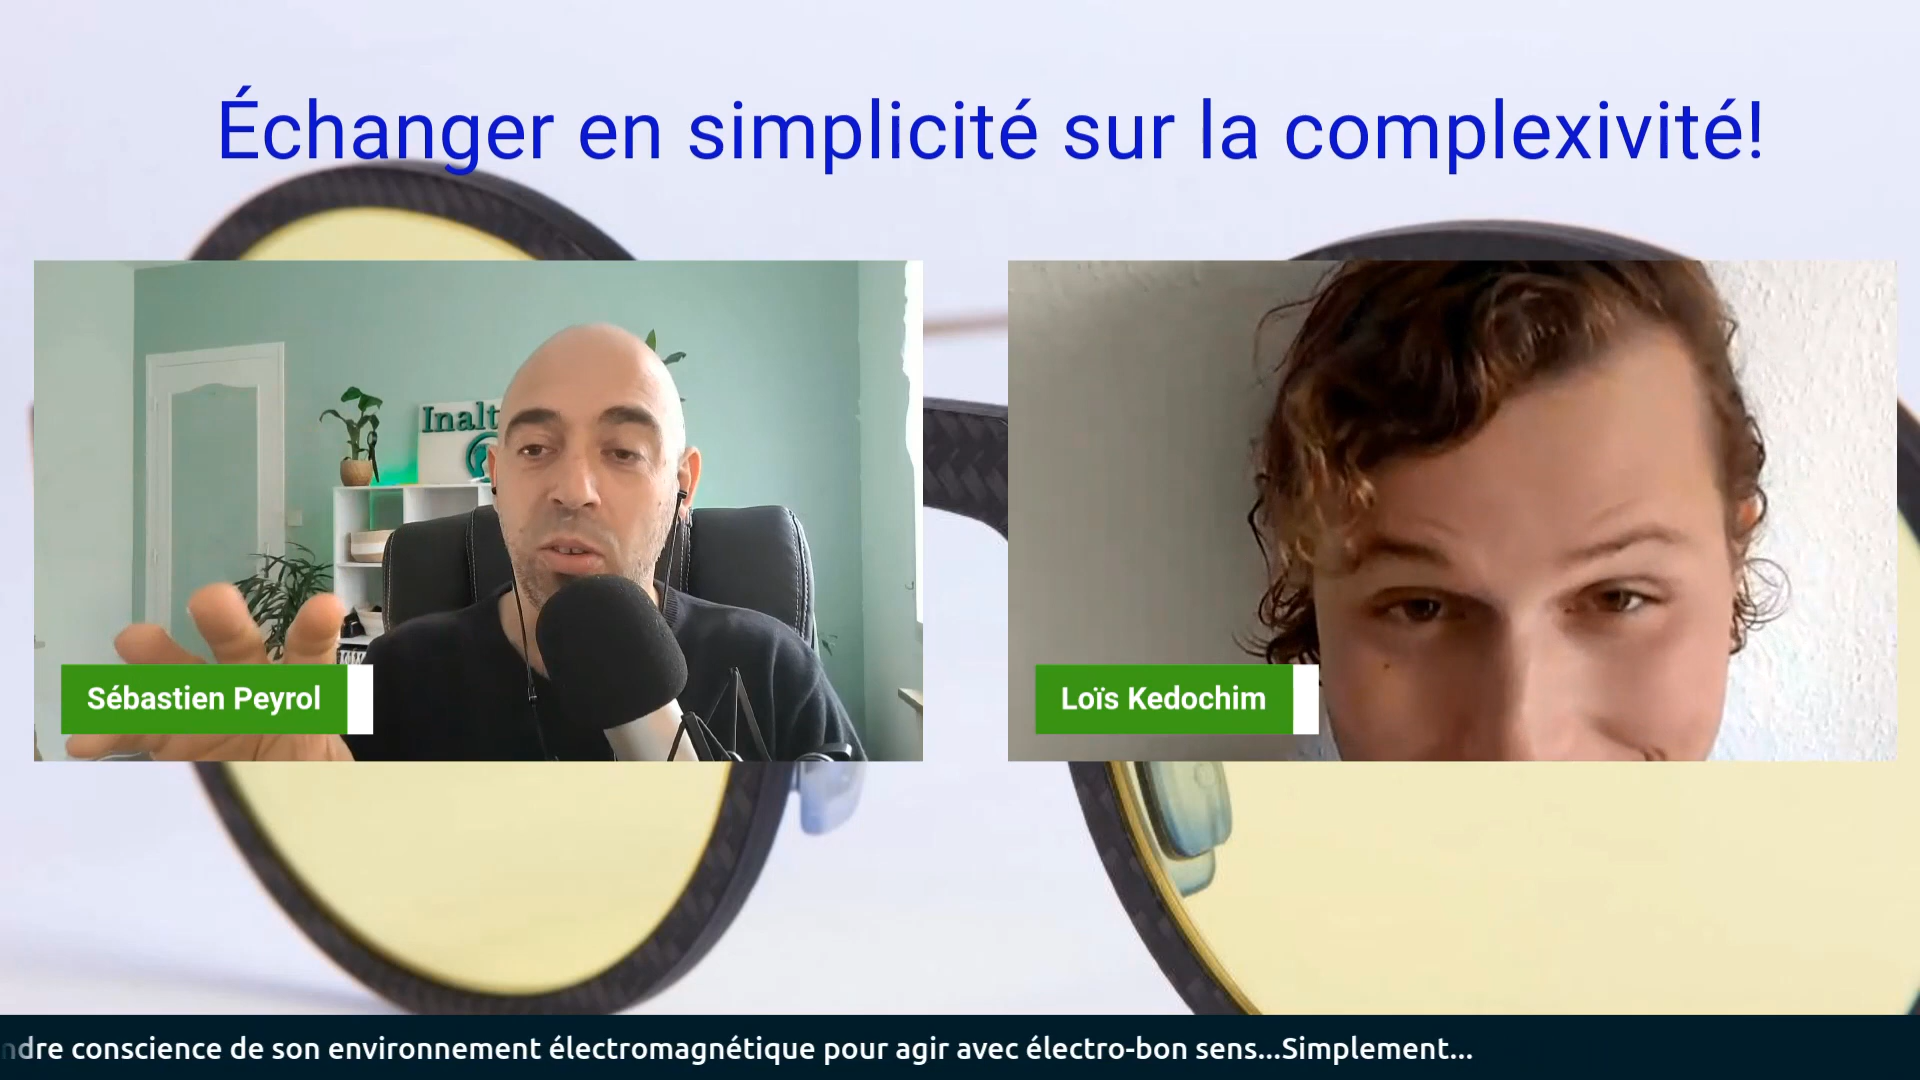 Échanger en simplicité sur la complexivité!
Inalt
Sébastien Peyrol
Loïs Kedochim
ndre conscience de son environnement électromagnétique pour agir avec électro-bon sens...Simplement...